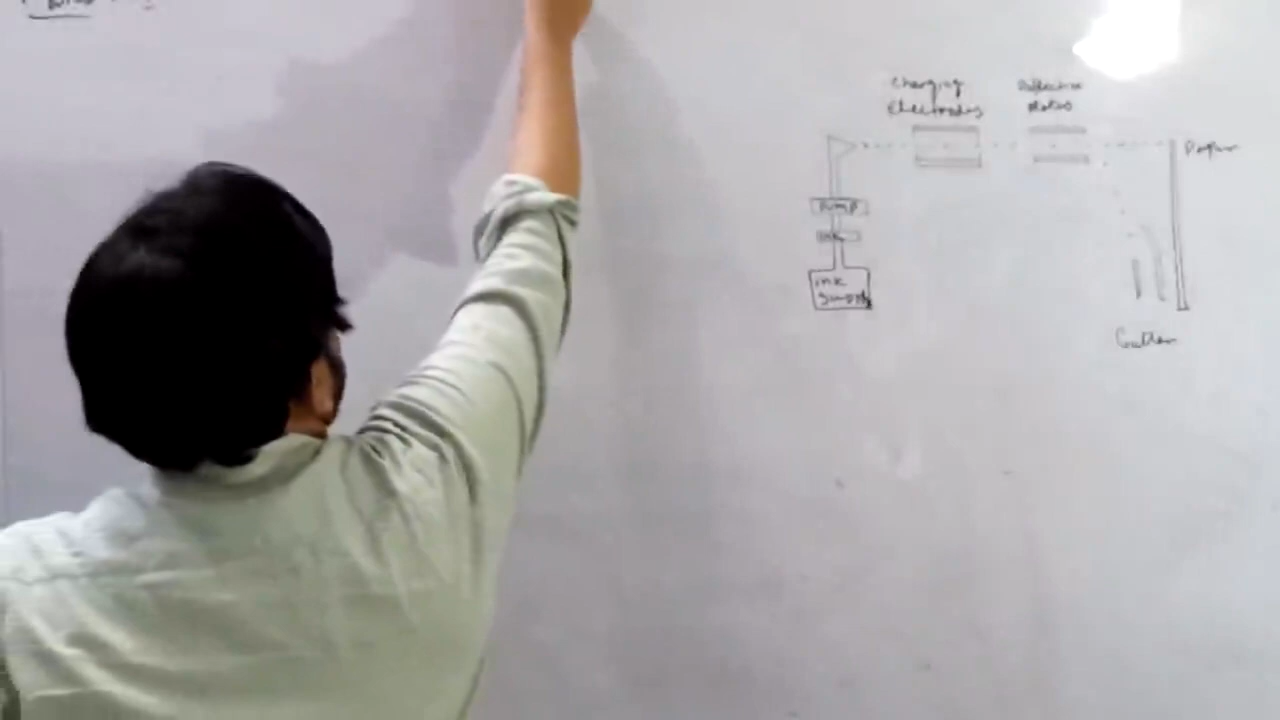 Charging
Electrodes
Deflection
Plates
Paper
Pump
Ink
Supply
Gutter